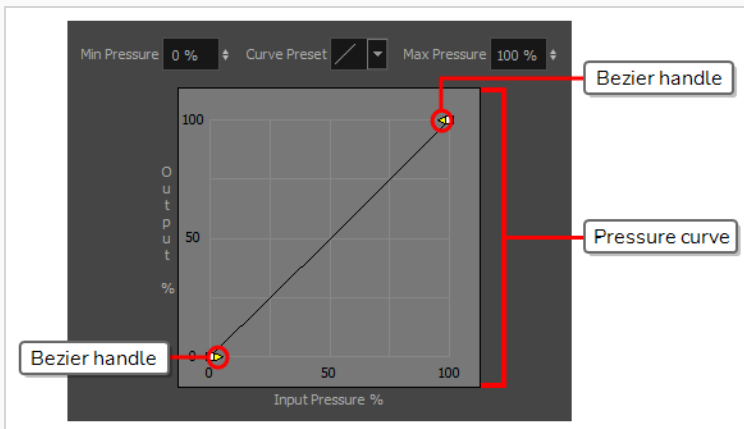 Min Pressure 0 % Curve Preset Max Pressure 100 %
Bezier handle
100
Output %
50
Pressure curve
Bezier handle
0
0 50 100
Input Pressure %